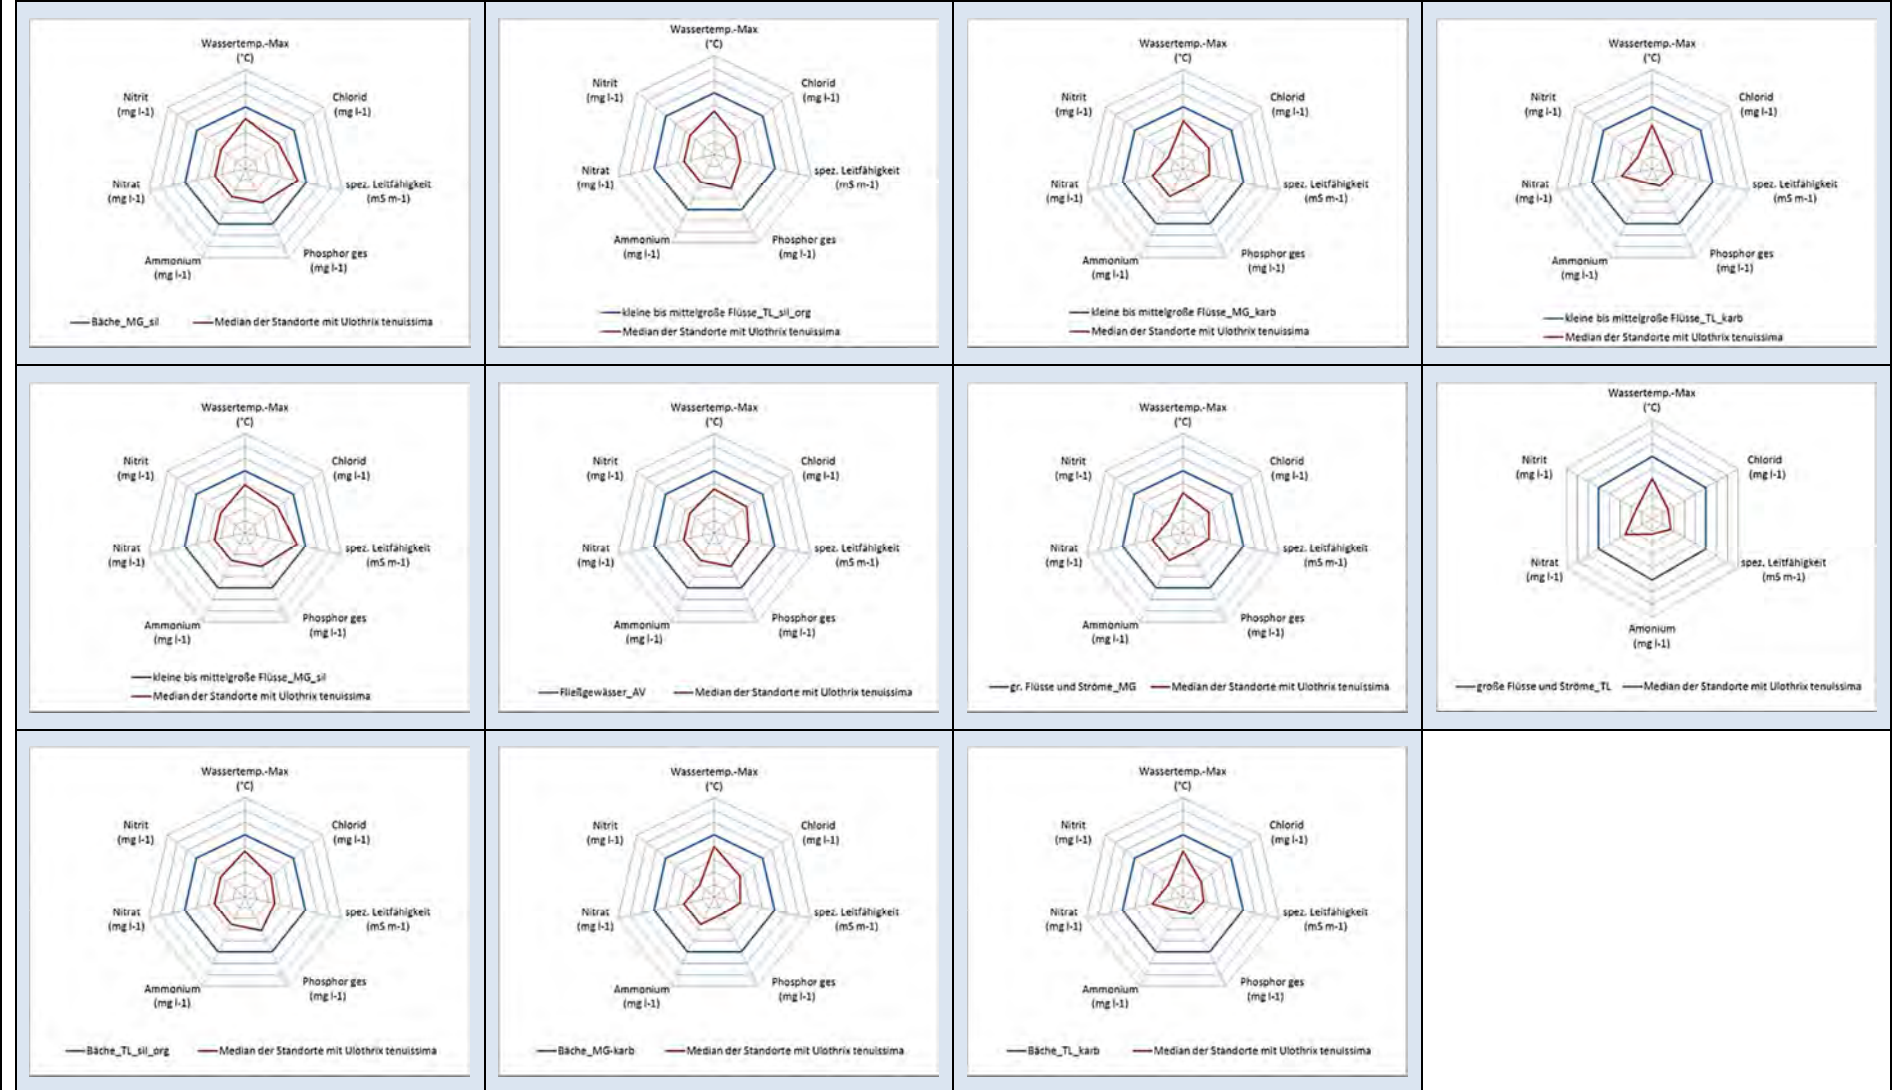 Wassertemp.-Max
(°C)
Nitrit
(mg l-1)
Chlorid
(mg l-1)
Nitrat
(mg l-1)
spez. Leitfähigkeit
(mS m-1)
Ammonium
(mg l-1)
Phosphor ges
(mg l-1)
Bäche_MG_sil Median der Standorte mit Ulothrix tenuissima
Wassertemp.-Max
(°C)
Nitrit
(mg l-1)
Chlorid
(mg l-1)
Nitrat
(mg l-1)
spez. Leitfähigkeit
(mS m-1)
Ammonium
(mg l-1)
Phosphor ges
(mg l-1)
kleine bis mittelgroße Flüsse_TL_sil_org
Median der Standorte mit Ulothrix tenuissima
Wassertemp.-Max
(°C)
Nitrit
(mg l-1)
Chlorid
(mg l-1)
Nitrat
(mg l-1)
spez. Leitfähigkeit
(mS m-1)
Ammonium
(mg l-1)
Phosphor ges
(mg l-1)
kleine bis mittelgroße Flüsse_MG_karb
Median der Standorte mit Ulothrix tenuissima
Wassertemp.-Max
(°C)
Nitrit
(mg l-1)
Chlorid
(mg l-1)
Nitrat
(mg l-1)
spez. Leitfähigkeit
(mS m-1)
Ammonium
(mg l-1)
Phosphor ges
(mg l-1)
kleine bis mittelgroße Flüsse_TL_karb
Median der Standorte mit Ulothrix tenuissima
Wassertemp.-Max
(°C)
Nitrit
(mg l-1)
Chlorid
(mg l-1)
Nitrat
(mg l-1)
spez. Leitfähigkeit
(mS m-1)
Ammonium
(mg l-1)
Phosphor ges
(mg l-1)
kleine bis mittelgroße Flüsse_MG_sil
Median der Standorte mit Ulothrix tenuissima
Wassertemp.-Max
(°C)
Nitrit
(mg l-1)
Chlorid
(mg l-1)
Nitrat
(mg l-1)
spez. Leitfähigkeit
(mS m-1)
Ammonium
(mg l-1)
Phosphor ges
(mg l-1)
Fließgewässer_AV Median der Standorte mit Ulothrix tenuissima
Wassertemp.-Max
(°C)
Nitrit
(mg l-1)
Chlorid
(mg l-1)
Nitrat
(mg l-1)
spez. Leitfähigkeit
(mS m-1)
Ammonium
(mg l-1)
Phosphor ges
(mg l-1)
gr. Flüsse und Ströme_MG Median der Standorte mit Ulothrix tenuissima
Wassertemp.-Max
(°C)
Nitrit
(mg l-1)
Chlorid
(mg l-1)
Nitrat
(mg l-1)
spez. Leitfähigkeit
(mS m-1)
Amonium
(mg l-1)
große Flüsse und Ströme_TL Median der Standorte mit Ulothrix tenuissima
Wassertemp.-Max
(°C)
Nitrit
(mg l-1)
Chlorid
(mg l-1)
Nitrat
(mg l-1)
spez. Leitfähigkeit
(mS m-1)
Ammonium
(mg l-1)
Phosphor ges
(mg l-1)
Bäche_TL_sil_org Median der Standorte mit Ulothrix tenuissima
Wassertemp.-Max
(°C)
Nitrit
(mg l-1)
Chlorid
(mg l-1)
Nitrat
(mg l-1)
spez. Leitfähigkeit
(mS m-1)
Ammonium
(mg l-1)
Phosphor ges
(mg l-1)
Bäche_MG-karb Median der Standorte mit Ulothrix tenuissima
Wassertemp.-Max
(°C)
Nitrit
(mg l-1)
Chlorid
(mg l-1)
Nitrat
(mg l-1)
spez. Leitfähigkeit
(mS m-1)
Ammonium
(mg l-1)
Phosphor ges
(mg l-1)
Bäche_TL_karb Median der Standorte mit Ulothrix tenuissima